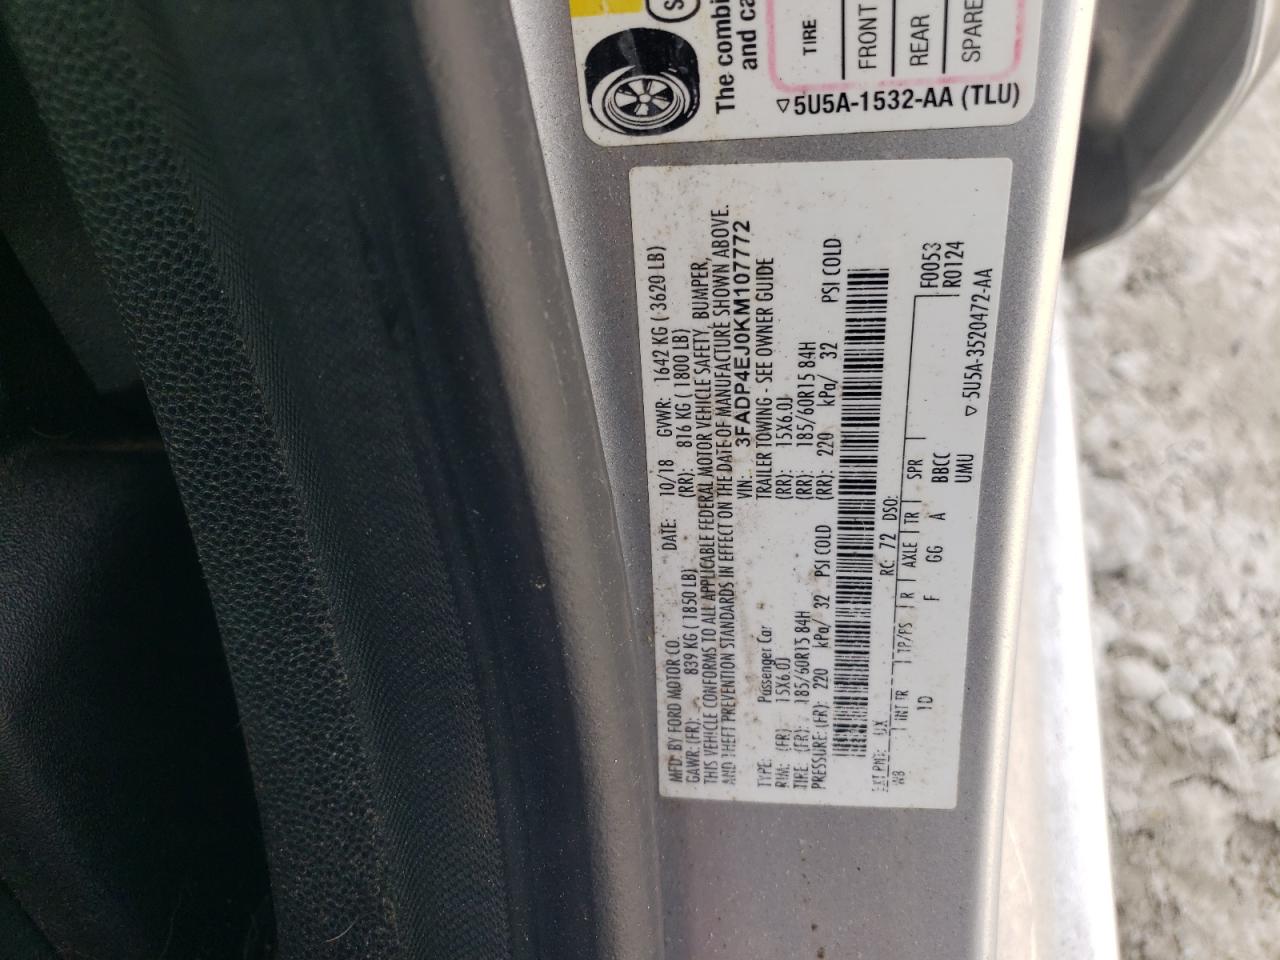 The combi
and ca
TIRE
FRONT
REAR
SPARE
5U5A-1532-AA (TLU)
MFD. BY FORD MOTOR CO.
DATE: 10/18 GVWR: 1642 KG ( 3620 LB)
GAWR:(FR): 839 KG ( 1850 LB) (RR): 816 KG ( 1800 LB)
THIS VEHICLE CONFORMS TO ALL APPLICABLE FEDERAL MOTOR VEHICLE SAFETY, BUMPER,
AND THEFT PREVENTION STANDARDS IN EFFECT ON THE DATE OF MANUFACTURE SHOWN ABOVE.
VIN: 3FADP4EJ0KM107772
TYPE: Passenger Car TRAILER TOWING - SEE OWNER GUIDE
RIM: (FR): 15X6.0J (RR): 15X6.0J
TIRE: (FR): 185/60R15 84H (RR): 185/60R15 84H
PRESSURE: (FR): 220 kPa/ 32 PSI COLD (RR): 220 kPa/ 32 PSI COLD
EXT PNT: UX RC: 72 DSO:
WB INT TR TP/PS R AXLE TR SPR F0053
1D F GG A BBCC R0124
UMU
5U5A-3520472-AA